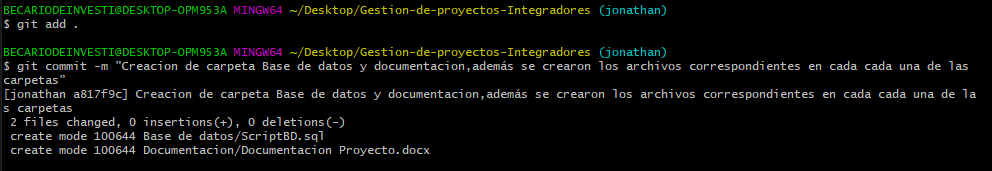 BECARIODEINVESTI@DESKTOP-OPM953A MINGW64 ~/Desktop/Gestion-de-proyectos-Integradores (jonathan)
$ git add .
BECARIODEINVESTI@DESKTOP-OPM953A MINGW64 ~/Desktop/Gestion-de-proyectos-Integradores (jonathan)
$ git commit -m "Creacion de carpeta Base de datos y documentacion,además se crearon los archivos correspondientes en cada cada una de las
carpetas"
[jonathan a817f9c] Creacion de carpeta Base de datos y documentacion,además se crearon los archivos correspondientes en cada cada una de la
s carpetas
 2 files changed, 0 insertions(+), 0 deletions(-)
 create mode 100644 Base de datos/ScriptBD.sql
 create mode 100644 Documentacion/Documentacion Proyecto.docx